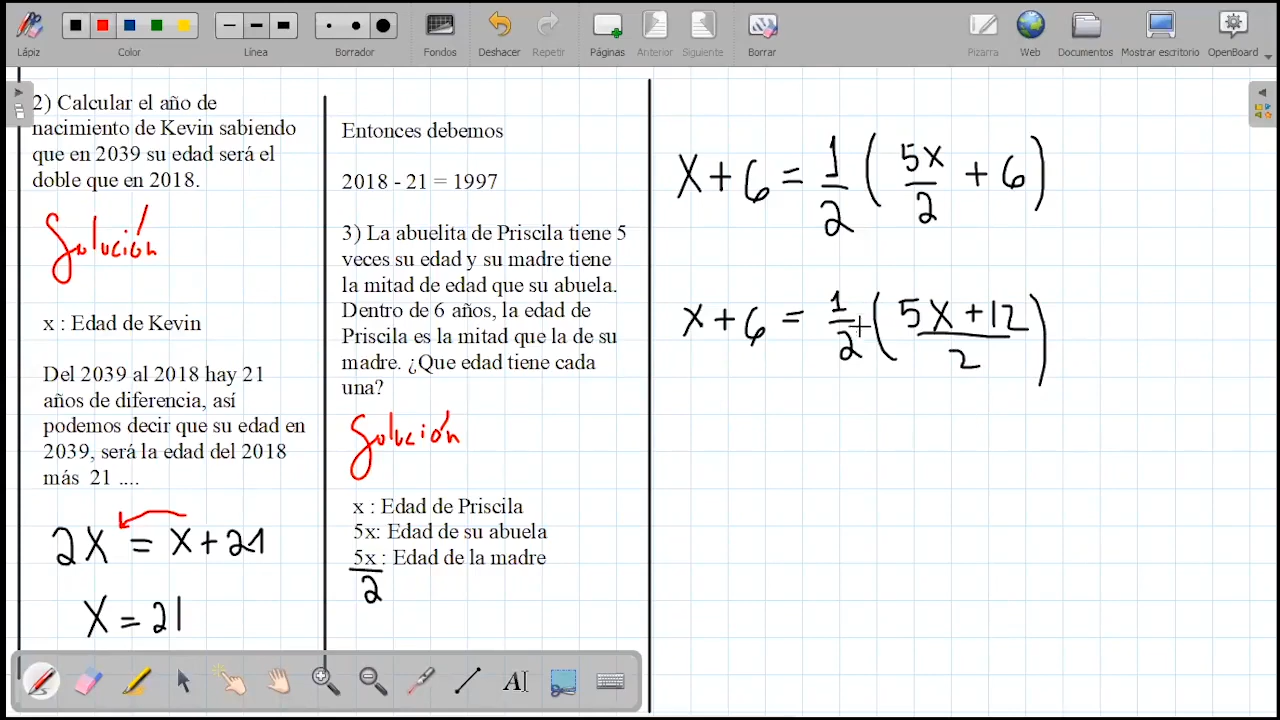 Lápiz
Color
Línea
Borrador
Fondos
Deshacer
Repetir
Páginas
Anterior
Siguiente
Borrar
Pizarra
Web
Documentos
Mostrar escritorio
OpenBoard
2) Calcular el año de
nacimiento de Kevin sabiendo
que en 2039 su edad será el
doble que en 2018.
Solución
x : Edad de Kevin
Del 2039 al 2018 hay 21
años de diferencia, así
podemos decir que su edad en
2039, será la edad del 2018
más 21 ....
2x = x+21
x = 21
Entonces debemos
2018 - 21 = 1997
3) La abuelita de Priscila tiene 5
veces su edad y su madre tiene
la mitad de edad que su abuela.
Dentro de 6 años, la edad de
Priscila es la mitad que la de su
madre. ¿Que edad tiene cada
una?
Solución
x : Edad de Priscila
5x: Edad de su abuela
5x : Edad de la madre
2
x + 6 = 1/2 ( 5x/2 + 6 )
x + 6 = 1/2 ( 5x + 12 / 2 )
AI